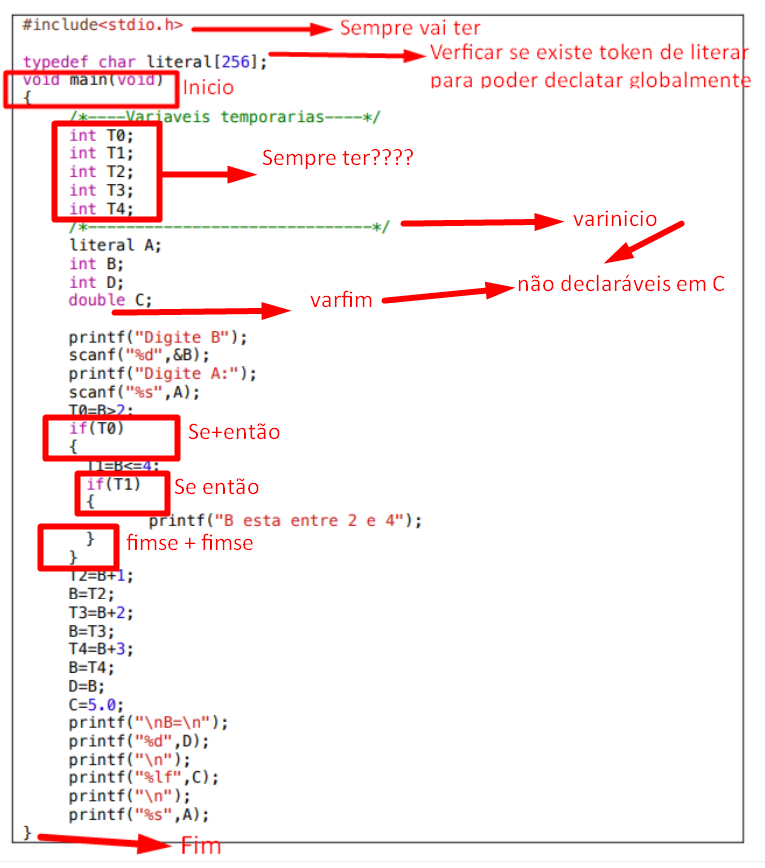 #include<stdio.h>
Sempre vai ter
typedef char literal[256];
Verficar se existe token de literar
para poder declatar globalmente
void main(void)
Inicio
{
/*----Variaveis temporarias----*/
int T0;
int T1;
Sempre ter????
int T2;
int T3;
int T4;
/*------------------------------*/
varinicio
literal A;
int B;
int D;
não declaráveis em C
double C;
varfim
printf("Digite B");
scanf("%d",&B);
printf("Digite A:");
scanf("%s",A);
T0=B>2;
if(T0)
Se+então
{
T1=B<=4;
if(T1)
Se então
{
printf("B esta entre 2 e 4");
}
fimse + fimse
}
T2=B+1;
B=T2;
T3=B+2;
B=T3;
T4=B+3;
B=T4;
D=B;
C=5.0;
printf("\nB=\n");
printf("%d",D);
printf("\n");
printf("%lf",C);
printf("\n");
printf("%s",A);
}
Fim